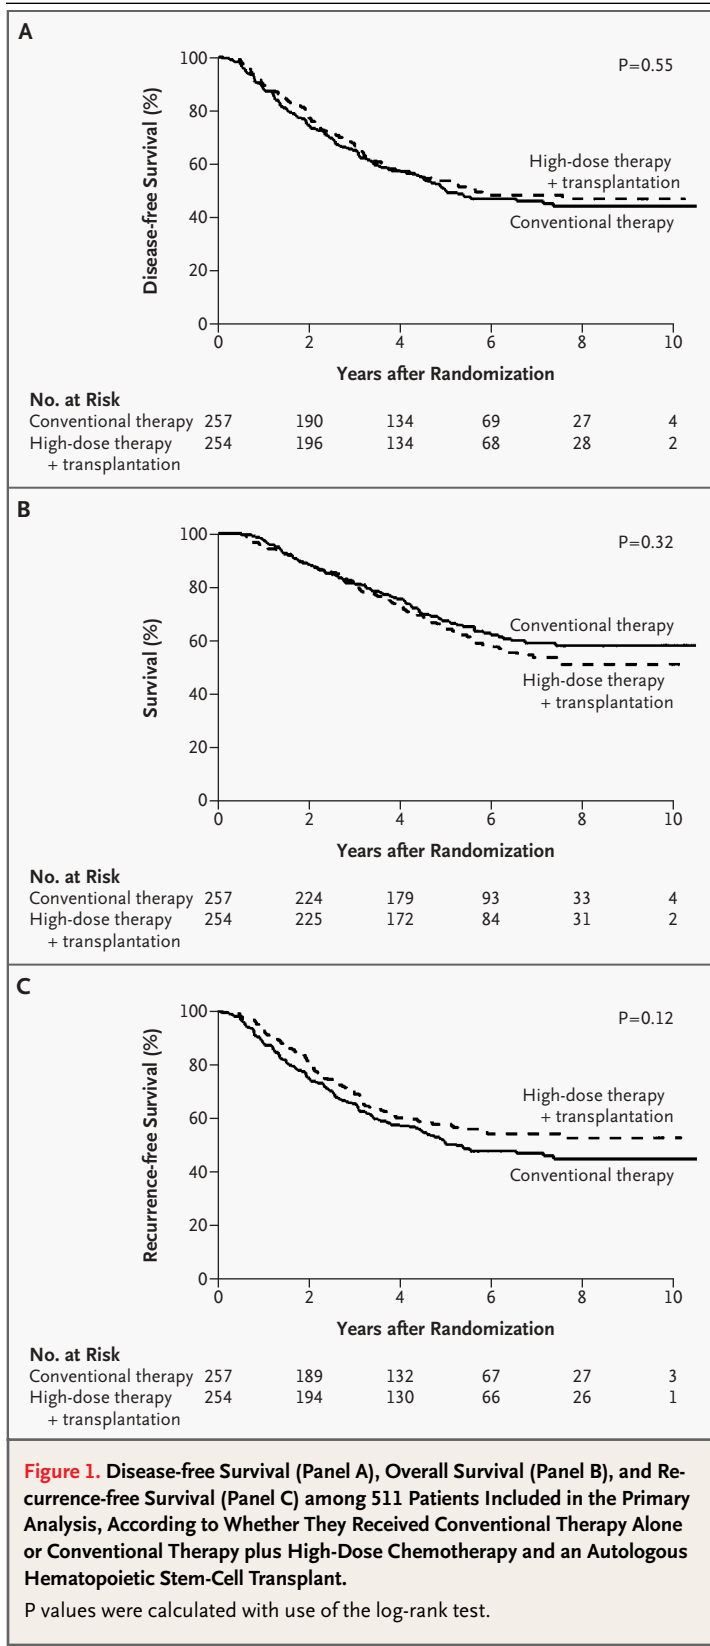 A
100
80
60
40
20
0
Disease-free Survival (%)
P=0.55
High-dose therapy
+ transplantation
Conventional therapy
0 2 4 6 8 10
Years after Randomization
No. at Risk
Conventional therapy 257 190 134 69 27 4
High-dose therapy 254 196 134 68 28 2
+ transplantation
B
100
80
60
40
20
0
Survival (%)
P=0.32
Conventional therapy
High-dose therapy
+ transplantation
0 2 4 6 8 10
Years after Randomization
No. at Risk
Conventional therapy 257 224 179 93 33 4
High-dose therapy 254 225 172 84 31 2
+ transplantation
C
100
80
60
40
20
0
Recurrence-free Survival (%)
P=0.12
High-dose therapy
+ transplantation
Conventional therapy
0 2 4 6 8 10
Years after Randomization
No. at Risk
Conventional therapy 257 189 132 67 27 3
High-dose therapy 254 194 130 66 26 1
+ transplantation
Figure 1. Disease-free Survival (Panel A), Overall Survival (Panel B), and Re-
currence-free Survival (Panel C) among 511 Patients Included in the Primary
Analysis, According to Whether They Received Conventional Therapy Alone
or Conventional Therapy plus High-Dose Chemotherapy and an Autologous
Hematopoietic Stem-Cell Transplant.
P values were calculated with use of the log-rank test.